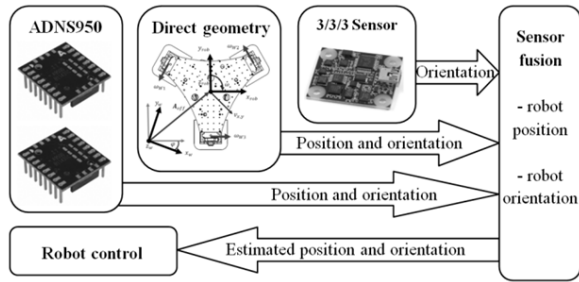 ADNS950
Direct geometry
3/3/3 Sensor
Sensor
fusion
- robot
position
- robot
orientation
Orientation
Position and orientation
Position and orientation
Estimated position and orientation
Robot control